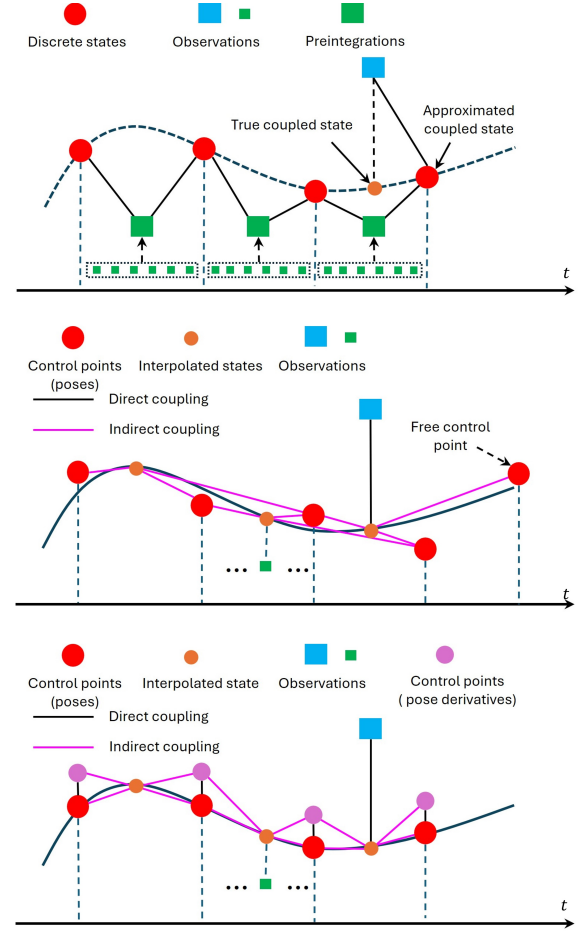 Discrete states
Observations
Preintegrations
True coupled state
Approximated
coupled state
t
Control points
(poses)
Interpolated states
Observations
Direct coupling
Indirect coupling
Free control
point
... ...
t
Control points
(poses)
Interpolated state
Observations
Control points
( pose derivatives)
Direct coupling
Indirect coupling
... ...
t